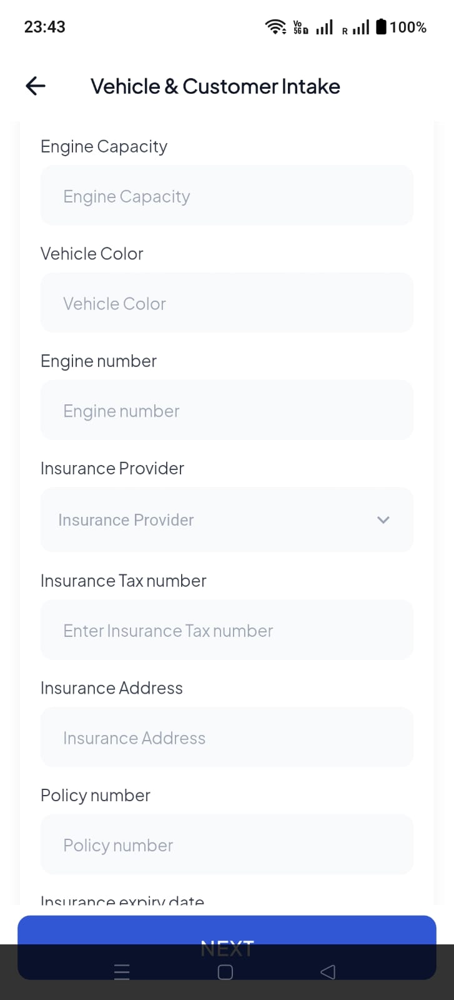 23:43
Vo
5G
R
100%
Vehicle & Customer Intake
Engine Capacity
Engine Capacity
Vehicle Color
Vehicle Color
Engine number
Engine number
Insurance Provider
Insurance Provider
Insurance Tax number
Enter Insurance Tax number
Insurance Address
Insurance Address
Policy number
Policy number
Insurance expiry date
NEXT